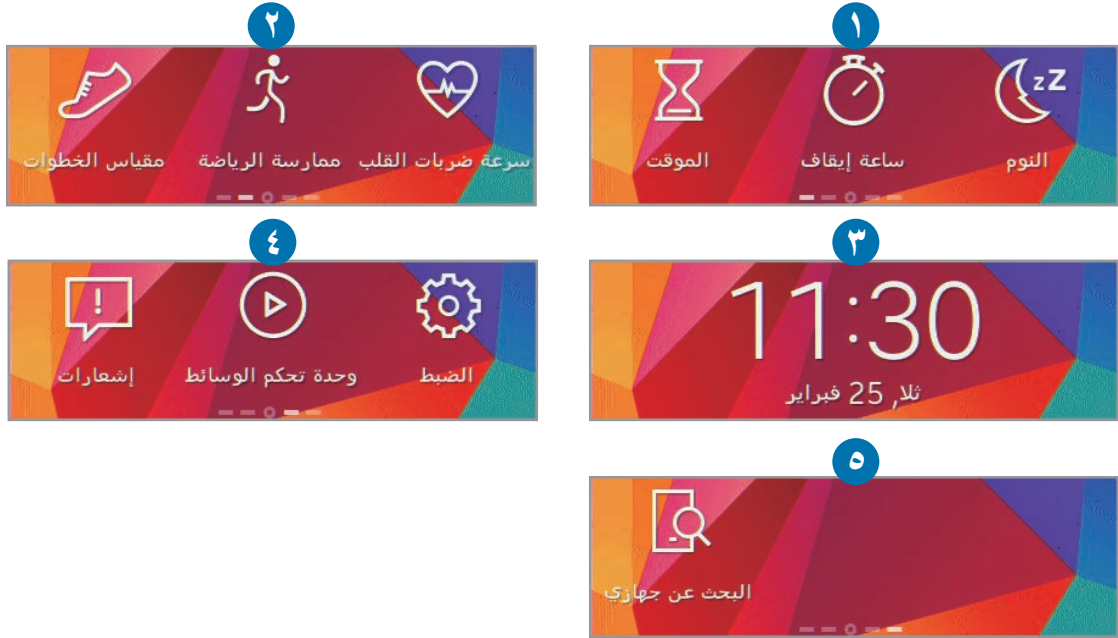 ١
النوم ساعة إيقاف الموقت
٢
سرعة ضربات القلب ممارسة الرياضة مقياس الخطوات
٣
11:30
ثلا, 25 فبراير
٤
الضبط وحدة تحكم الوسائط إشعارات
٥
البحث عن جهازي